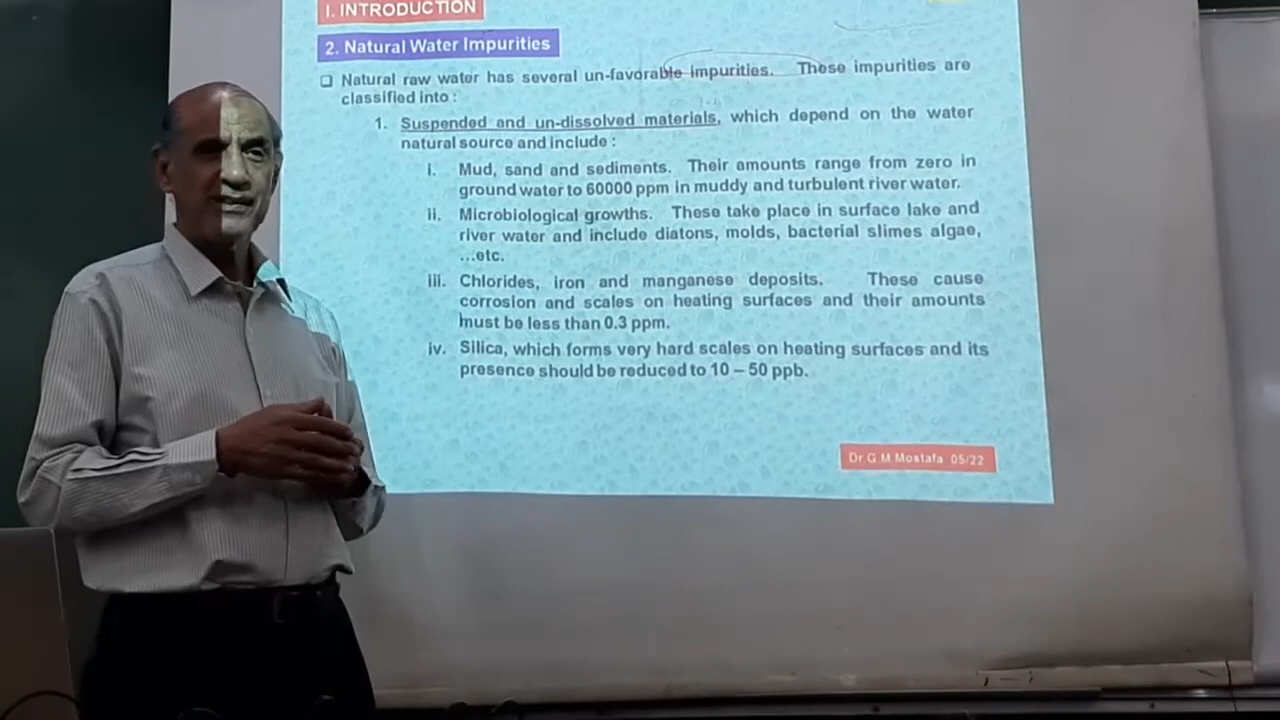 I. INTRODUCTION
2. Natural Water Impurities
❑ Natural raw water has several un-favorable impurities. These impurities are
classified into :
1. Suspended and un-dissolved materials, which depend on the water
natural source and include :
i. Mud, sand and sediments. Their amounts range from zero in
ground water to 60000 ppm in muddy and turbulent river water.
ii. Microbiological growths. These take place in surface lake and
river water and include diatons, molds, bacterial slimes algae,
...etc.
iii. Chlorides, iron and manganese deposits. These cause
corrosion and scales on heating surfaces and their amounts
must be less than 0.3 ppm.
iv. Silica, which forms very hard scales on heating surfaces and its
presence should be reduced to 10 – 50 ppb.
Dr G.M.Mostafa 05/22